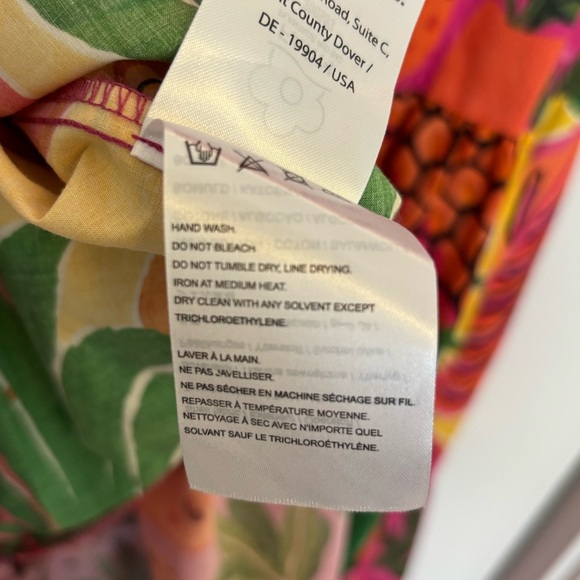 Road, Suite C,
t County Dover /
DE - 19904 / USA
HAND WASH.
DO NOT BLEACH.
DO NOT TUMBLE DRY, LINE DRYING.
IRON AT MEDIUM HEAT.
DRY CLEAN WITH ANY SOLVENT EXCEPT
TRICHLOROETHYLENE.
LAVER À LA MAIN.
NE PAS JAVELLISER.
NE PAS SÉCHER EN MACHINE SÉCHAGE SUR FIL.
REPASSER À TEMPÉRATURE MOYENNE.
NETTOYAGE À SEC AVEC N'IMPORTE QUEL
SOLVANT SAUF LE TRICHLOROÉTHYLÈNE.